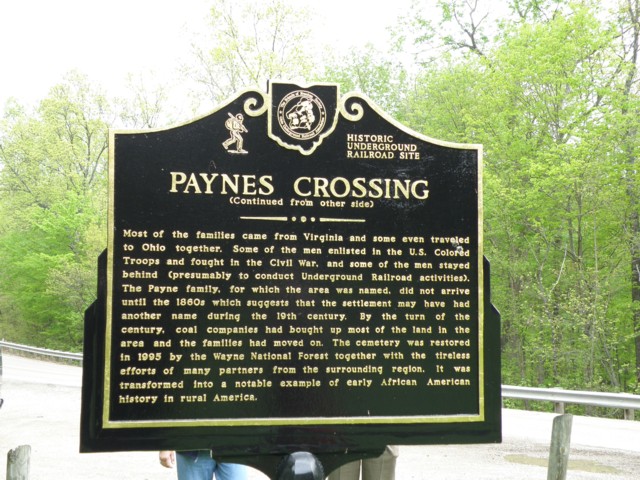 HISTORIC
UNDERGROUND
RAILROAD SITE
PAYNES CROSSING
(Continued from other side)
Most of the families came from Virginia and some even traveled
to Ohio together. Some of the men enlisted in the U.S. Colored
Troops and fought in the Civil War, and some of the men stayed
behind (presumably to conduct Underground Railroad activities).
The Payne family, for which the area was named, did not arrive
until the 1860s which suggests that the settlement may have had
another name during the 19th century. By the turn of the
century, coal companies had bought up most of the land in the
area and the families had moved on. The cemetery was restored
in 1995 by the Wayne National Forest together with the tireless
efforts of many partners from the surrounding region. It was
transformed into a notable example of early African American
history in rural America.